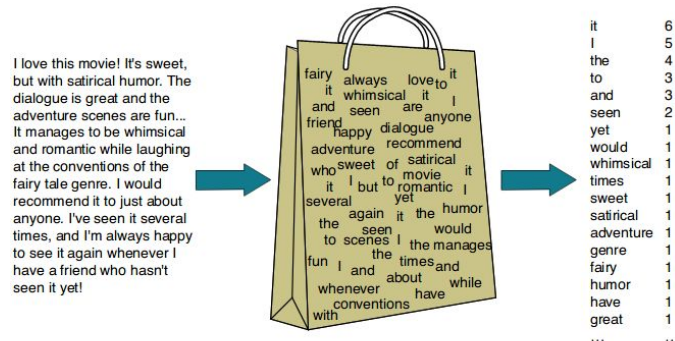 I love this movie! It's sweet,
but with satirical humor. The
dialogue is great and the
adventure scenes are fun...
It manages to be whimsical
and romantic while laughing
at the conventions of the
fairy tale genre. I would
recommend it to just about
anyone. I've seen it several
times, and I'm always happy
to see it again whenever I
have a friend who hasn't
seen it yet!
fairy always love to it
it whimsical it I
and seen are anyone
friend happy dialogue
adventure recommend
who sweet of satirical it
it I but to movie romantic I
several yet
again it the humor
the seen would
to scenes I the manages
fun the times and
I and about while
whenever have
conventions
with
it 6
I 5
the 4
to 3
and 3
seen 2
yet 1
would 1
whimsical 1
times 1
sweet 1
satirical 1
adventure 1
genre 1
fairy 1
humor 1
have 1
great 1